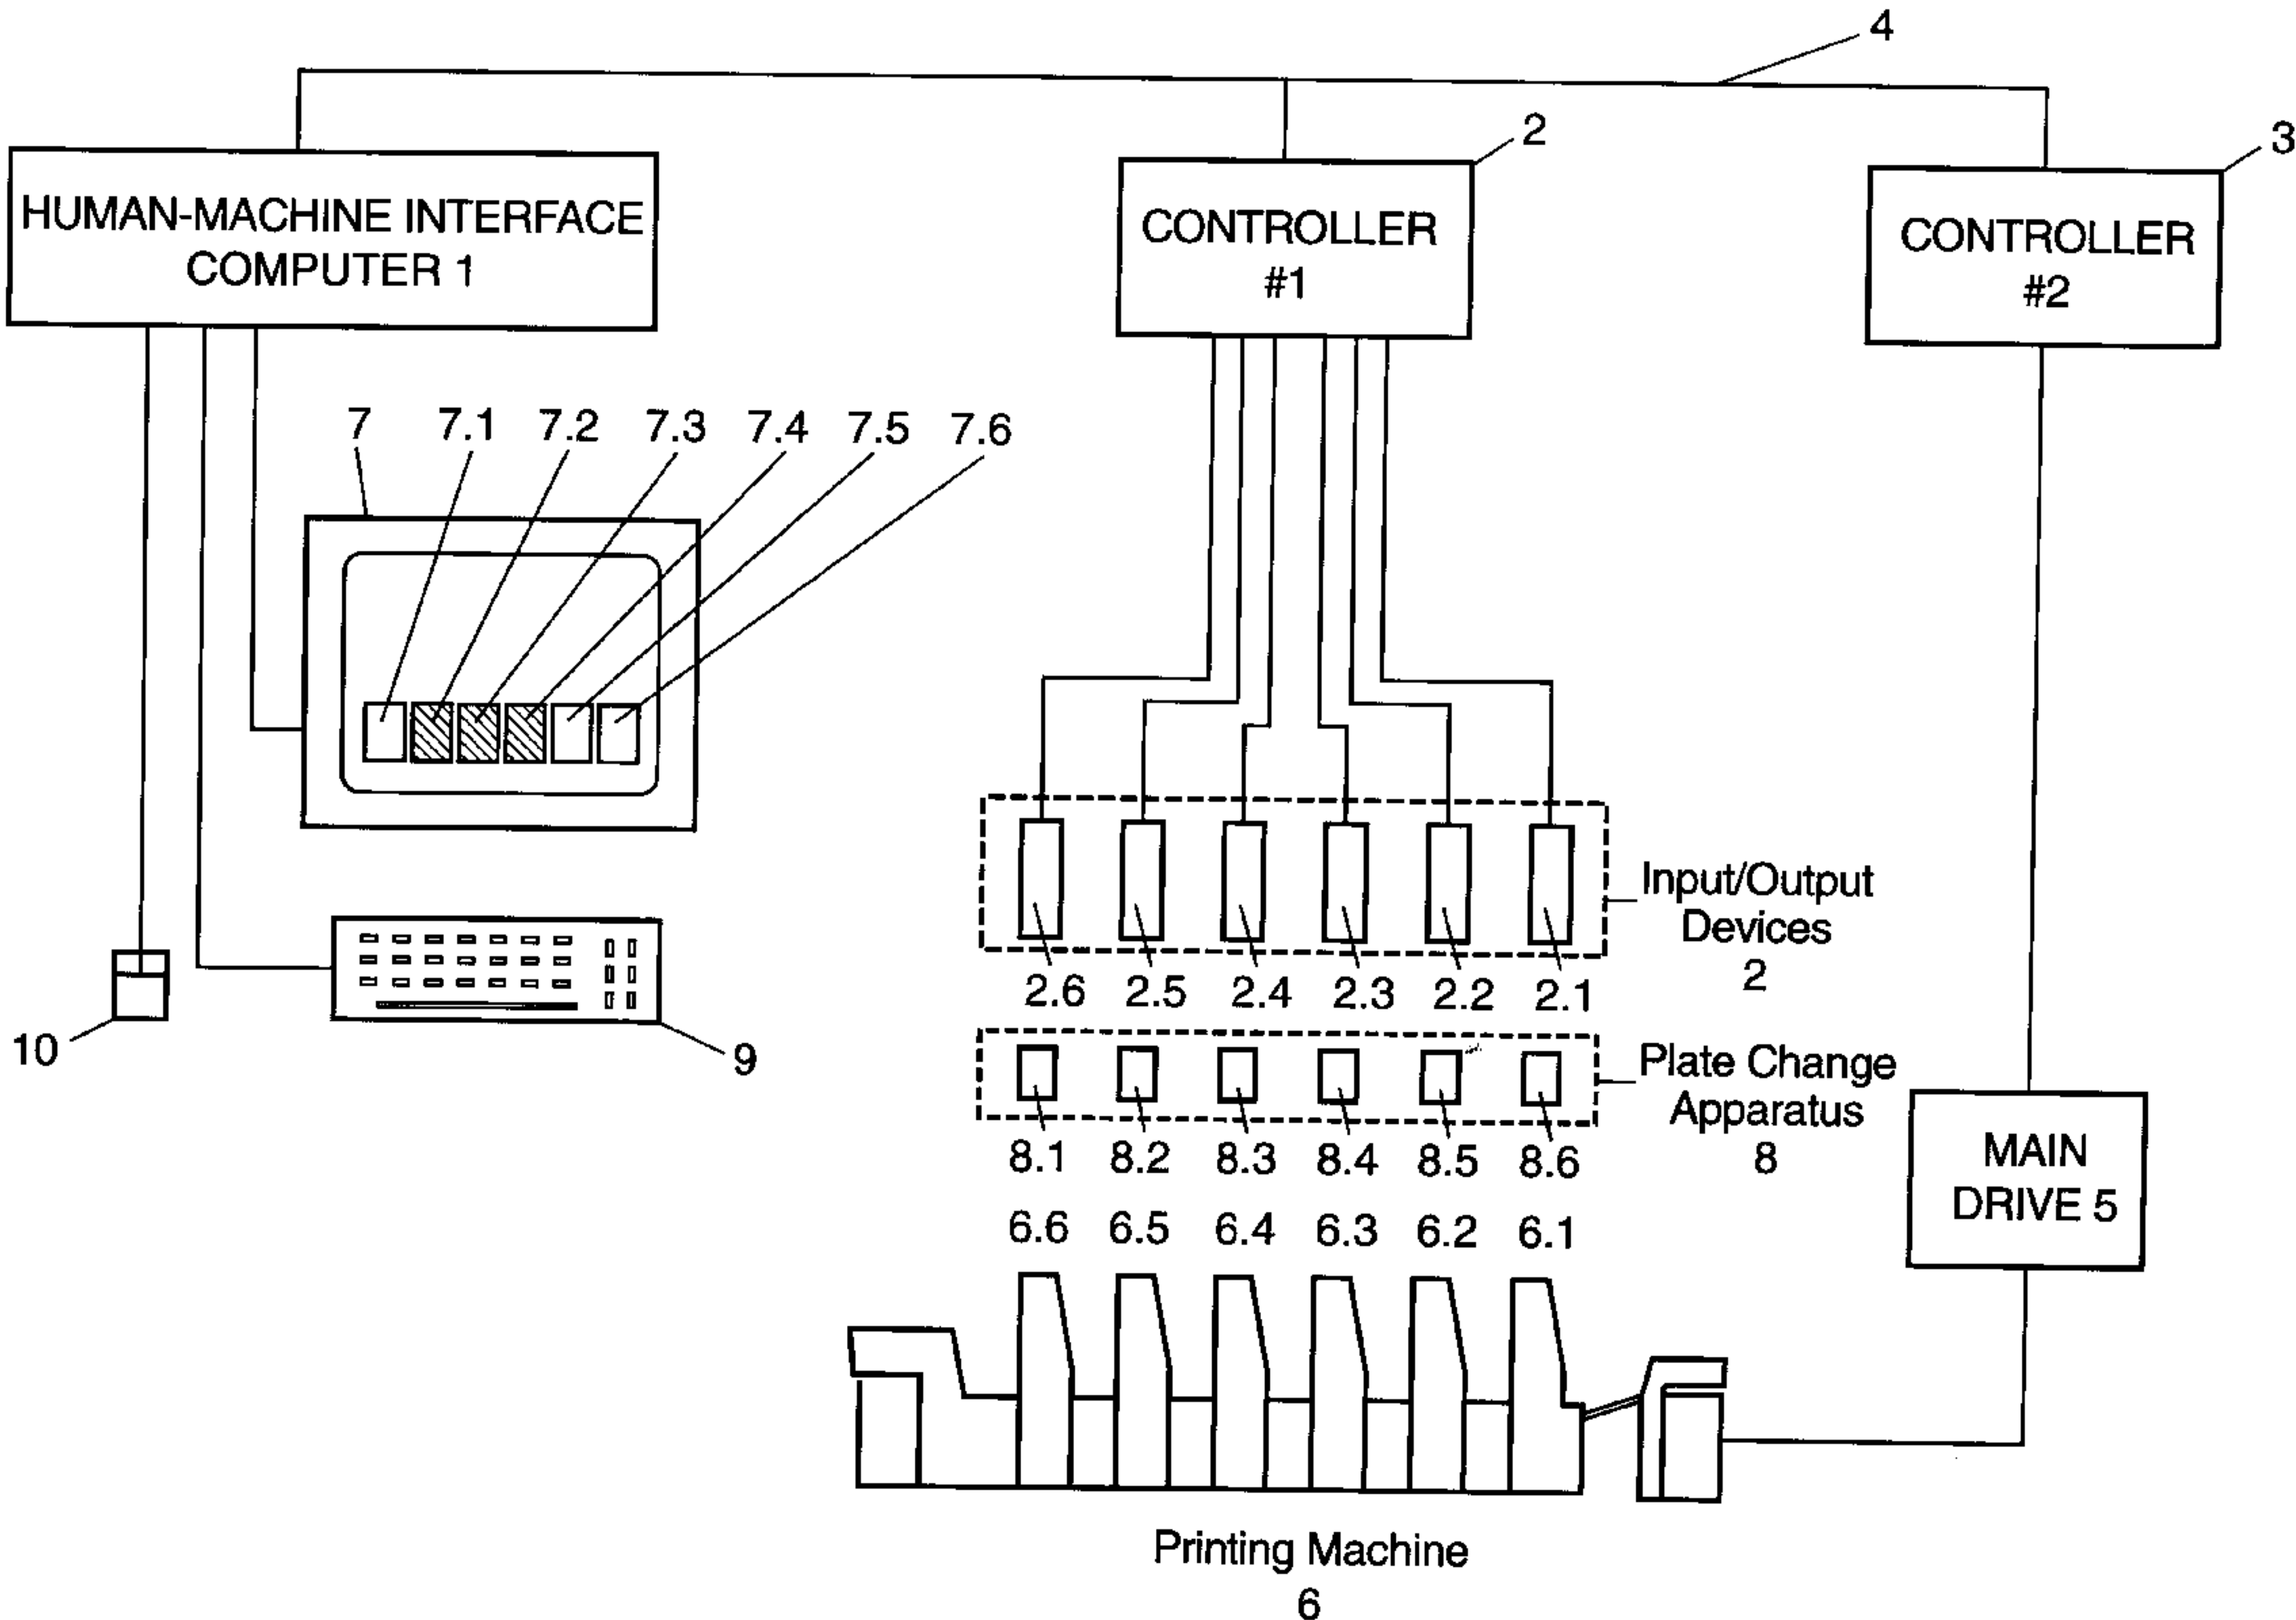 4
2
3
HUMAN-MACHINE INTERFACE
COMPUTER 1
CONTROLLER
#1
CONTROLLER
#2
7 7.1 7.2 7.3 7.4 7.5 7.6
Input/Output
Devices
2
2.6 2.5 2.4 2.3 2.2 2.1
10
9
Plate Change
Apparatus
8
8.1 8.2 8.3 8.4 8.5 8.6
MAIN
DRIVE 5
6.6 6.5 6.4 6.3 6.2 6.1
Printing Machine
6